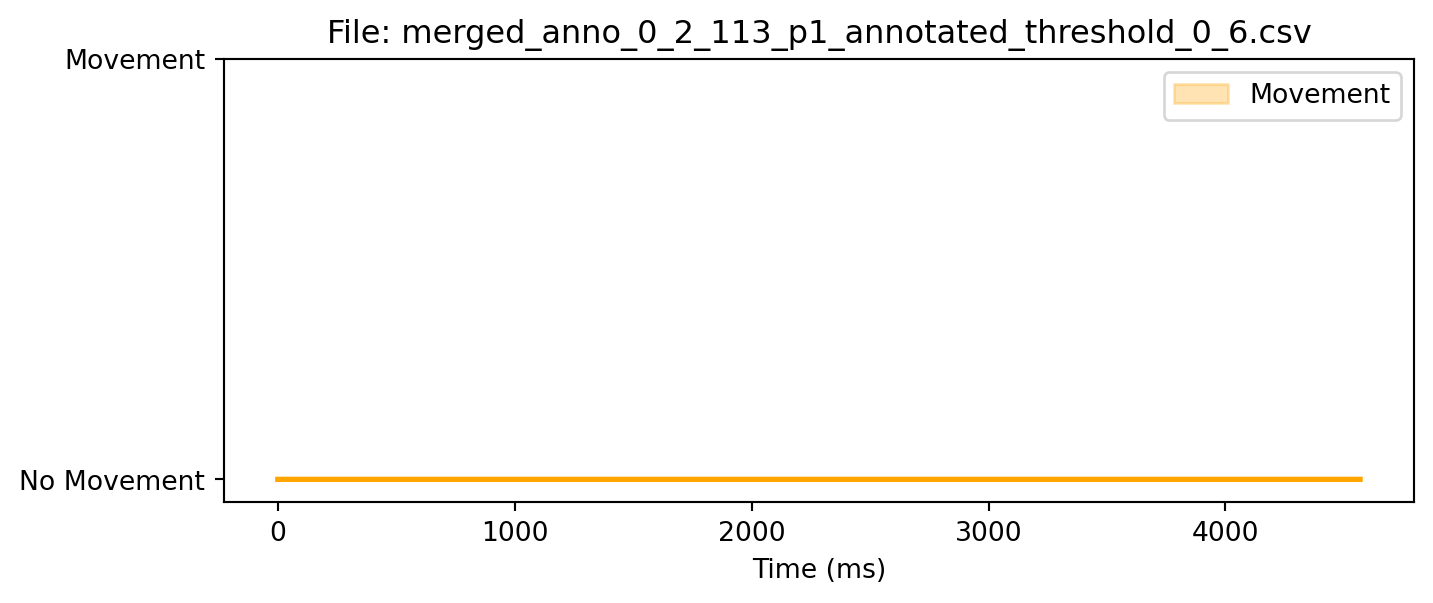 File: merged_anno_0_2_113_p1_annotated_threshold_0_6.csv
Movement
Movement
No Movement
0 1000 2000 3000 4000
Time (ms)